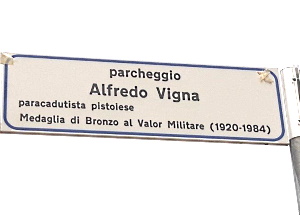 parcheggio
Alfredo Vigna
paracadutista pistoiese
Medaglia di Bronzo al Valor Militare (1920-1984)